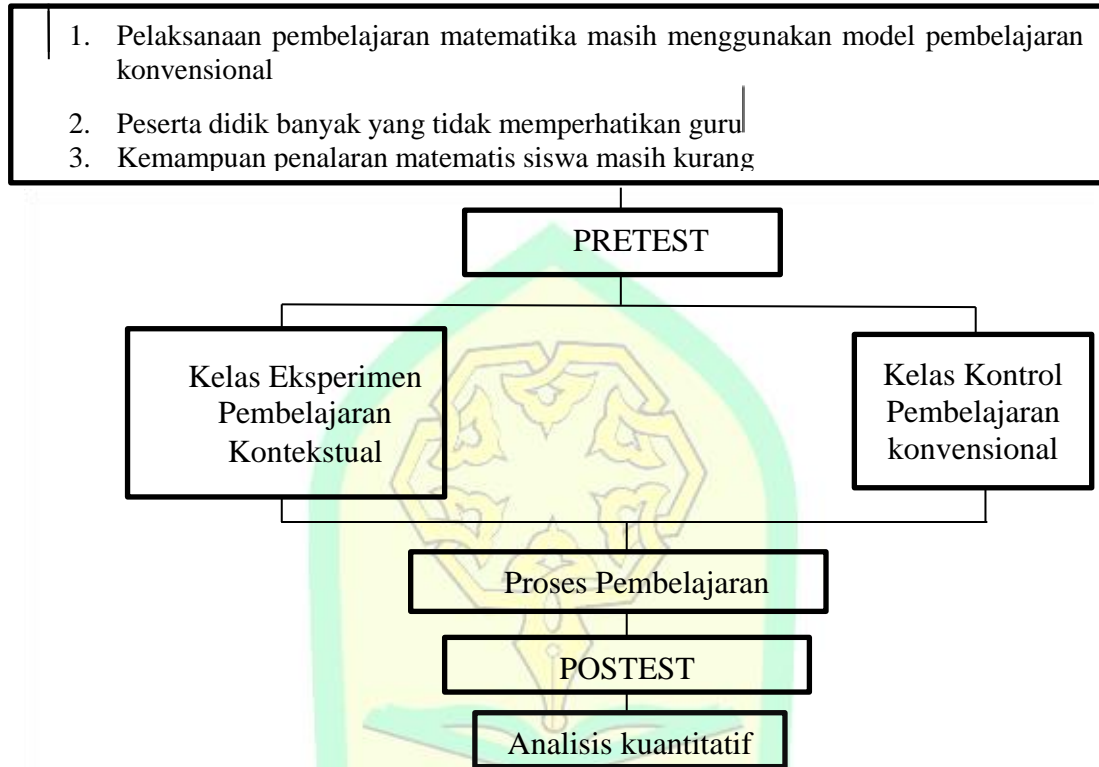 1. Pelaksanaan pembelajaran matematika masih menggunakan model pembelajaran
konvensional
2. Peserta didik banyak yang tidak memperhatikan guru
3. Kemampuan penalaran matematis siswa masih kurang
PRETEST
Kelas Eksperimen
Pembelajaran
Kontekstual
Kelas Kontrol
Pembelajaran
konvensional
Proses Pembelajaran
POSTEST
Analisis kuantitatif